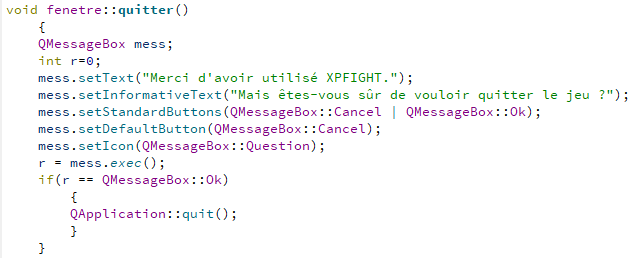 void fenetre::quitter()
{
QMessageBox mess;
int r=0;
mess.setText("Merci d'avoir utilisé XPFIGHT.");
mess.setInformativeText("Mais êtes-vous sûr de vouloir quitter le jeu ?");
mess.setStandardButtons(QMessageBox::Cancel | QMessageBox::Ok);
mess.setDefaultButton(QMessageBox::Cancel);
mess.setIcon(QMessageBox::Question);
r = mess.exec();
if(r == QMessageBox::Ok)
{
QApplication::quit();
}
}